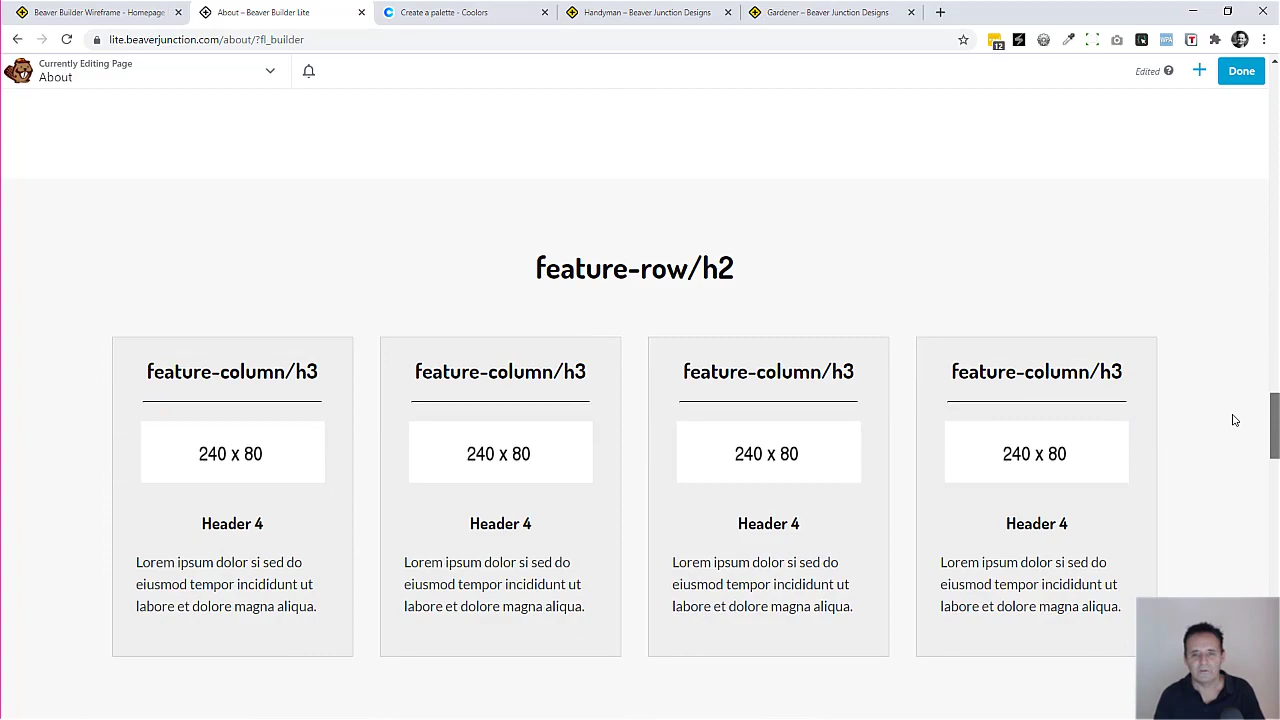 Beaver Builder Wireframe – Homepage
About – Beaver Builder Lite
Create a palette - Coolors
Handyman – Beaver Junction Designs
Gardener – Beaver Junction Designs
lite.beaverjunction.com/about/?fl_builder
12
WPA
T
Currently Editing Page
About
Edited
Done
feature-row/h2
feature-column/h3
feature-column/h3
feature-column/h3
feature-column/h3
240 x 80
240 x 80
240 x 80
240 x 80
Header 4
Header 4
Header 4
Header 4
Lorem ipsum dolor si sed do
eiusmod tempor incididunt ut
labore et dolore magna aliqua.
Lorem ipsum dolor si sed do
eiusmod tempor incididunt ut
labore et dolore magna aliqua.
Lorem ipsum dolor si sed do
eiusmod tempor incididunt ut
labore et dolore magna aliqua.
Lorem ipsum dolor si sed do
eiusmod tempor incididunt ut
labore et dolore magna aliqua.